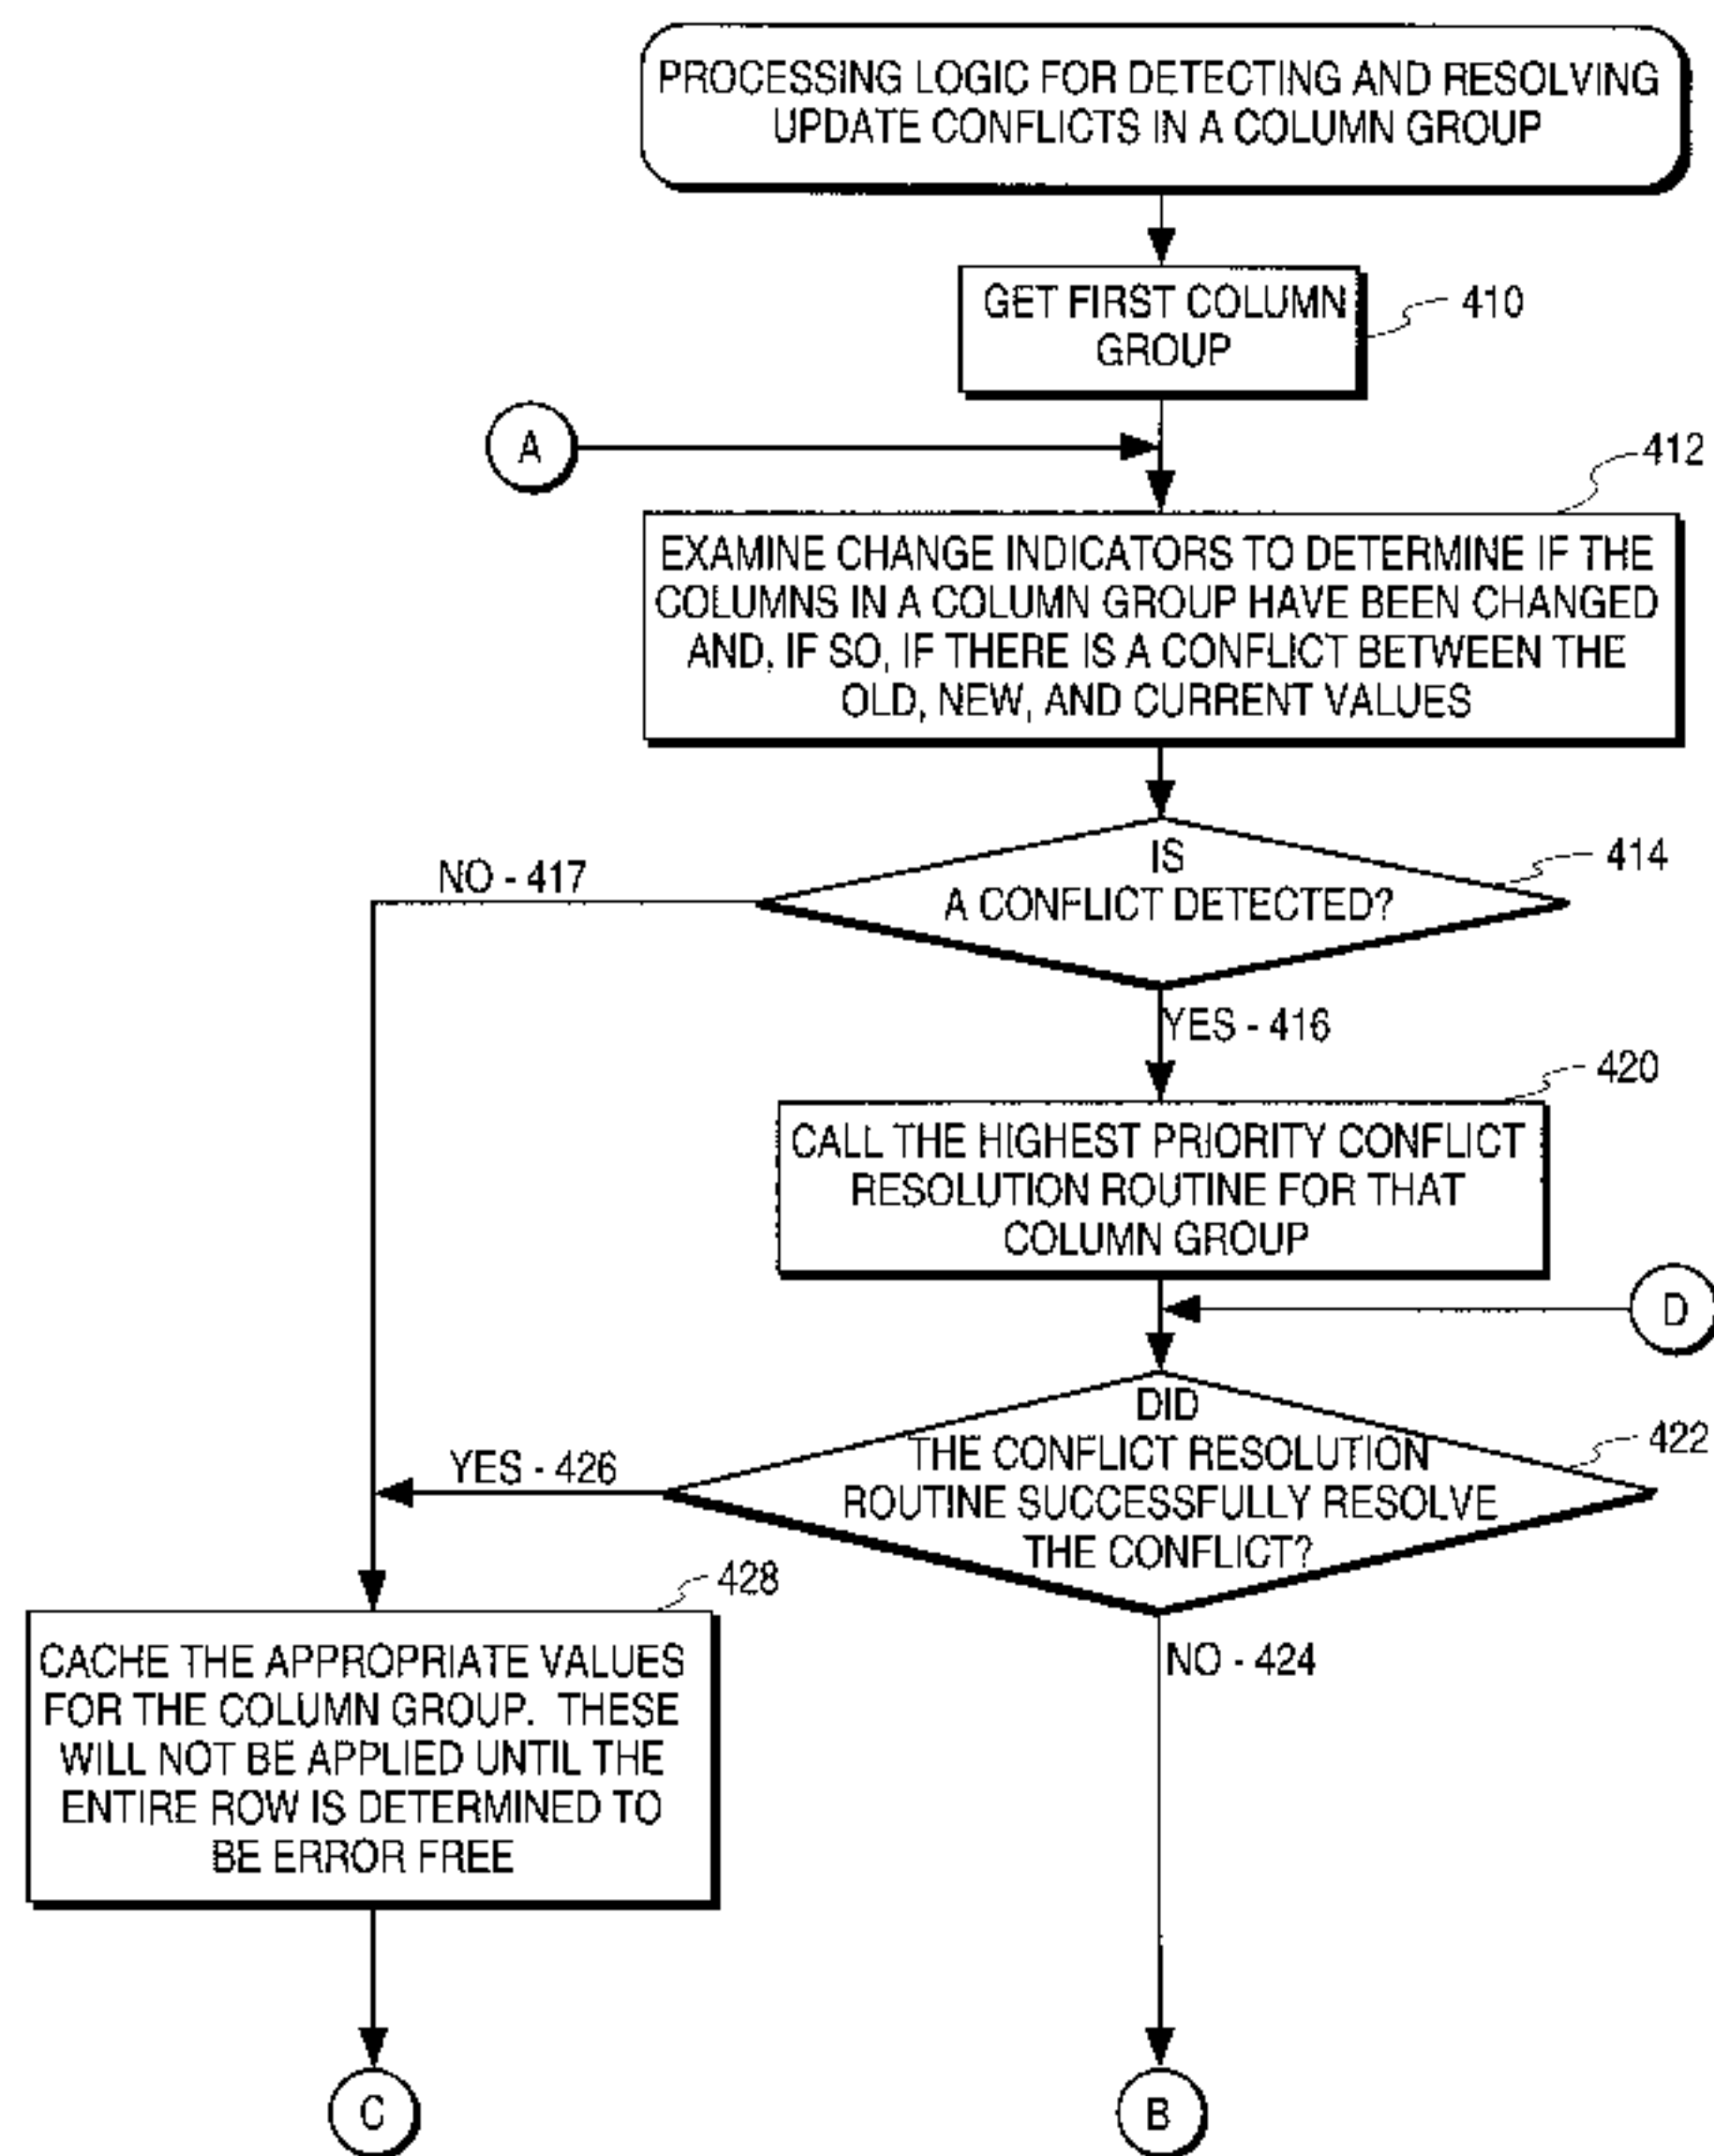 PROCESSING LOGIC FOR DETECTING AND RESOLVING
UPDATE CONFLICTS IN A COLUMN GROUP
GET FIRST COLUMN
GROUP
410
A
412
EXAMINE CHANGE INDICATORS TO DETERMINE IF THE
COLUMNS IN A COLUMN GROUP HAVE BEEN CHANGED
AND, IF SO, IF THERE IS A CONFLICT BETWEEN THE
OLD, NEW, AND CURRENT VALUES
NO - 417
IS
A CONFLICT DETECTED?
414
YES - 416
420
CALL THE HIGHEST PRIORITY CONFLICT
RESOLUTION ROUTINE FOR THAT
COLUMN GROUP
D
DID
THE CONFLICT RESOLUTION
ROUTINE SUCCESSFULLY RESOLVE
THE CONFLICT?
422
YES - 426
428
NO - 424
CACHE THE APPROPRIATE VALUES
FOR THE COLUMN GROUP. THESE
WILL NOT BE APPLIED UNTIL THE
ENTIRE ROW IS DETERMINED TO
BE ERROR FREE
C
B